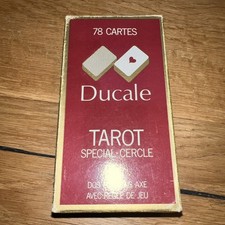 78 CARTES
Ducale
TAROT
SPECIAL-CERCLE
AXE
AVEC REGLE DE JEU